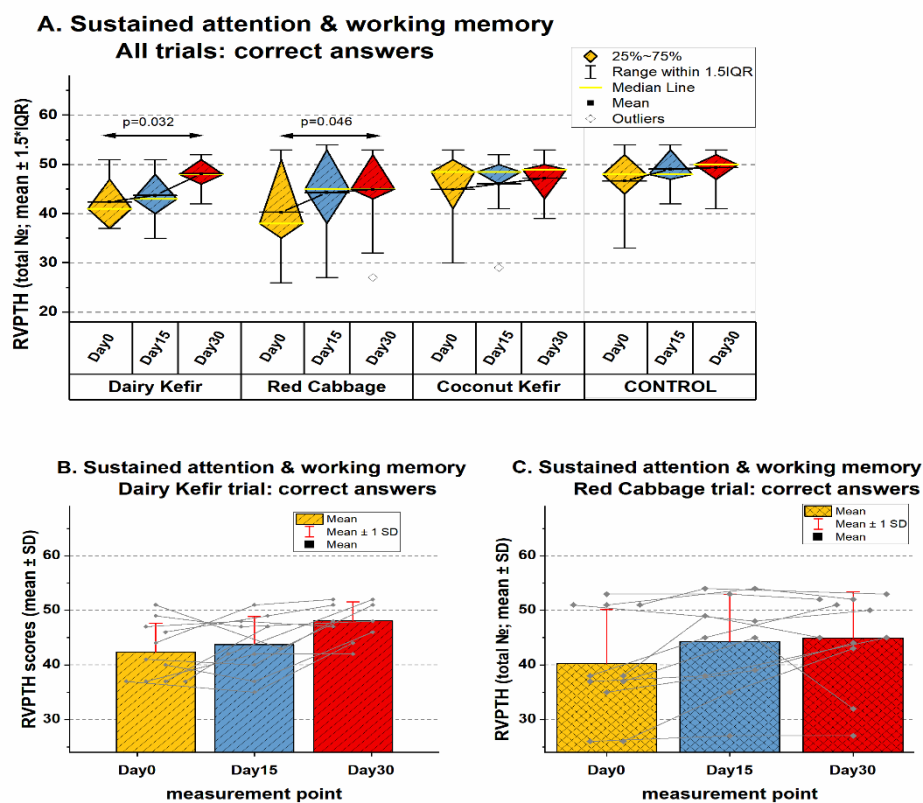 A. Sustained attention & working memory
All trials: correct answers
25%~75%
Range within 1.5IQR
Median Line
Mean
Outliers
RVPTH (total №; mean ± 1.5*IQR)
60
50
40
30
20
p=0.032
p=0.046
Day0
Day15
Day30
Day0
Day15
Day30
Day0
Day15
Day30
Day0
Day15
Day30
Dairy Kefir
Red Cabbage
Coconut Kefir
CONTROL
B. Sustained attention & working memory
Dairy Kefir trial: correct answers
Mean
Mean ± 1 SD
Mean
RVPTH scores (mean ± SD)
60
50
40
30
Day0
Day15
Day30
measurement point
C. Sustained attention & working memory
Red Cabbage trial: correct answers
Mean
Mean ± 1 SD
Mean
RVPTH (total №; mean ± SD)
60
50
40
30
Day0
Day15
Day30
measurement point